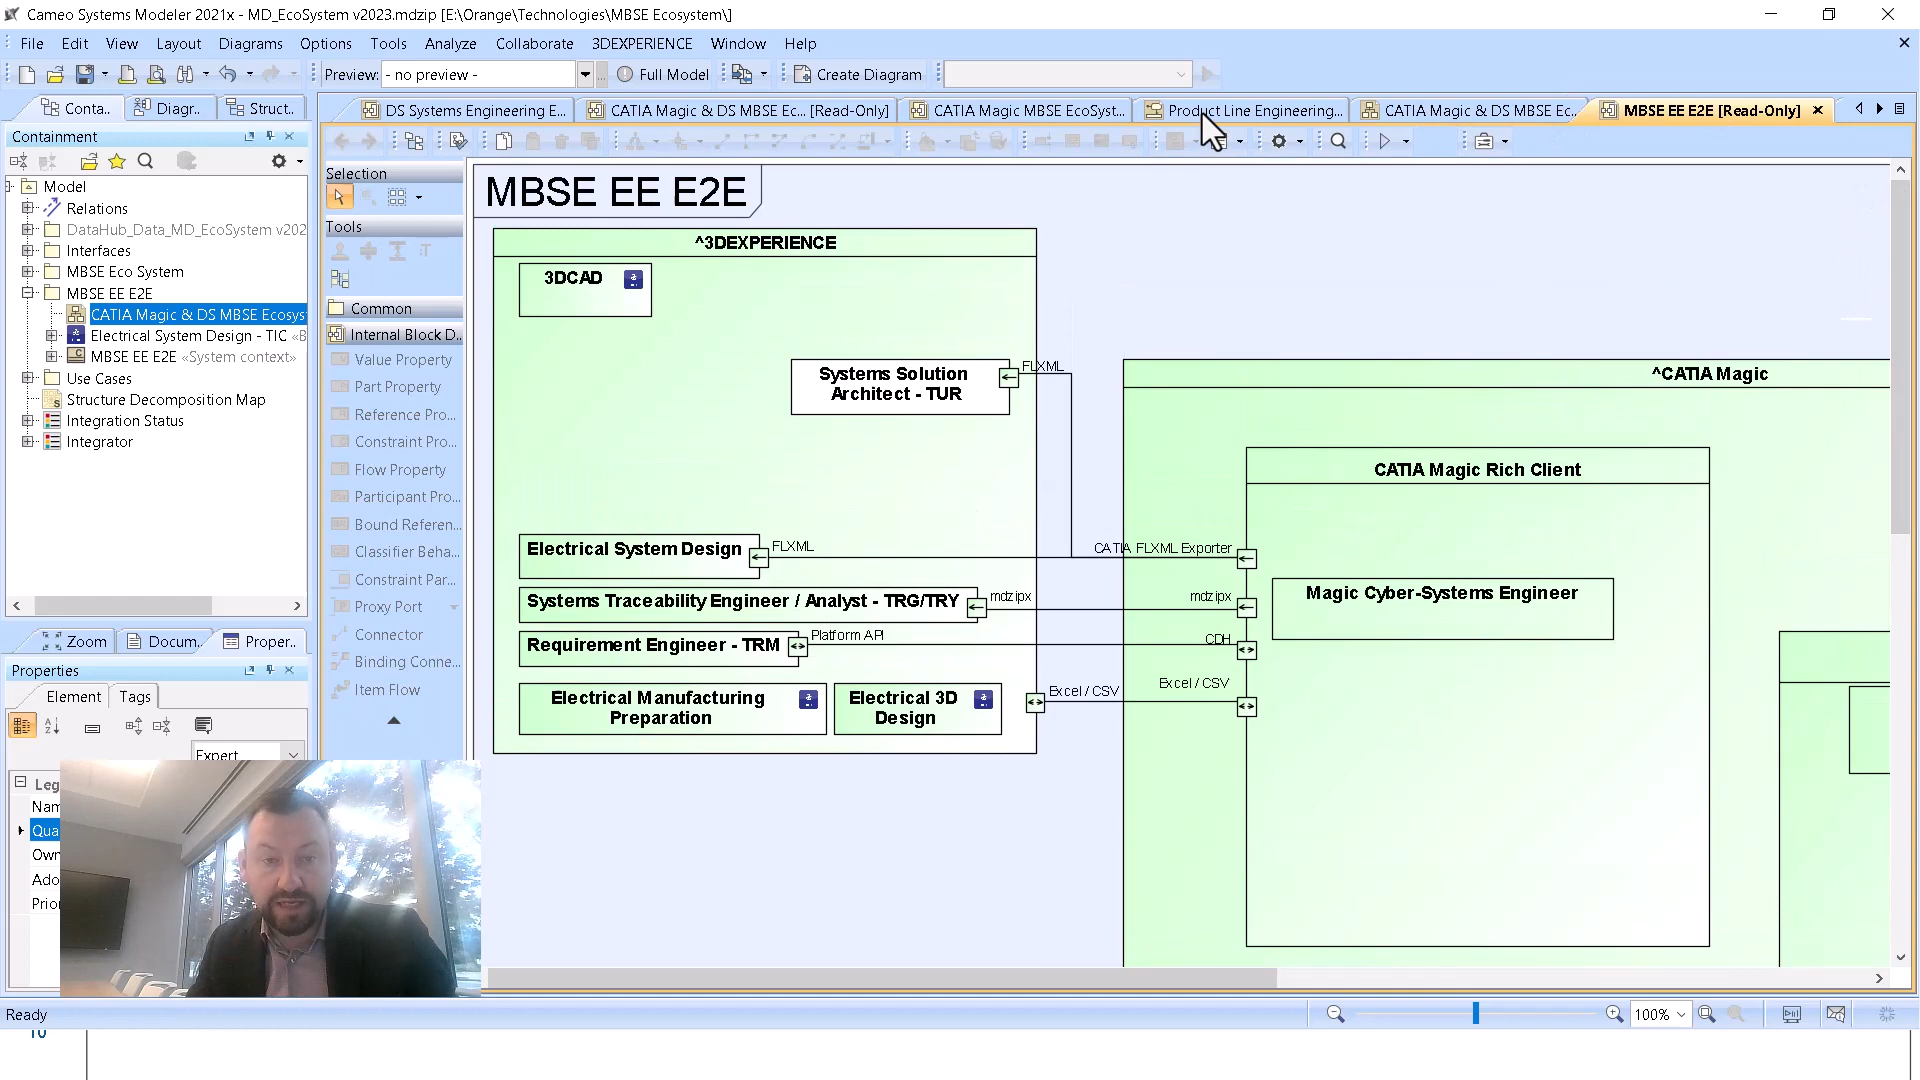 Cameo Systems Modeler 2021x - MD_EcoSystem v2023.mdzip [E:\Orange\Technologies\MBSE Ecosystem\]
File Edit View Layout Diagrams Options Tools Analyze Collaborate 3DEXPERIENCE Window Help
Preview: - no preview - ... Full Model Create Diagram
Conta.. Diagr.. Struct..
DS Systems Engineering E... CATIA Magic & DS MBSE Ec... [Read-Only] CATIA Magic MBSE EcoSyst... Product Line Engineering... CATIA Magic & DS MBSE Ec... MBSE EE E2E [Read-Only]
Containment
Model
Relations
DataHub_Data_MD_EcoSystem v202
Interfaces
MBSE Eco System
MBSE EE E2E
CATIA Magic & DS MBSE Ecosys
Electrical System Design - TIC «B
MBSE EE E2E «System context»
Use Cases
Structure Decomposition Map
Integration Status
Integrator
Zoom Docum.. Proper..
Properties
Element Tags
Expert
Leg
Nam
Qua
Own
Ado
Prior
Selection
Tools
Common
Internal Block D..
Value Property
Part Property
Reference Pro...
Constraint Pro...
Flow Property
Participant Pro...
Bound Referen...
Classifier Beha...
Constraint Par...
Proxy Port
Connector
Binding Conne...
Item Flow
MBSE EE E2E
^3DEXPERIENCE
3DCAD
Systems Solution
Architect - TUR
FLXML
Electrical System Design
FLXML
Systems Traceability Engineer / Analyst - TRG/TRY
mdzipx
Requirement Engineer - TRM
Platform API
Electrical Manufacturing
Preparation
Electrical 3D
Design
Excel / CSV
^CATIA Magic
CATIA Magic Rich Client
CATIA FLXML Exporter
mdzipx
CDH
Excel / CSV
Magic Cyber-Systems Engineer
Ready
100%